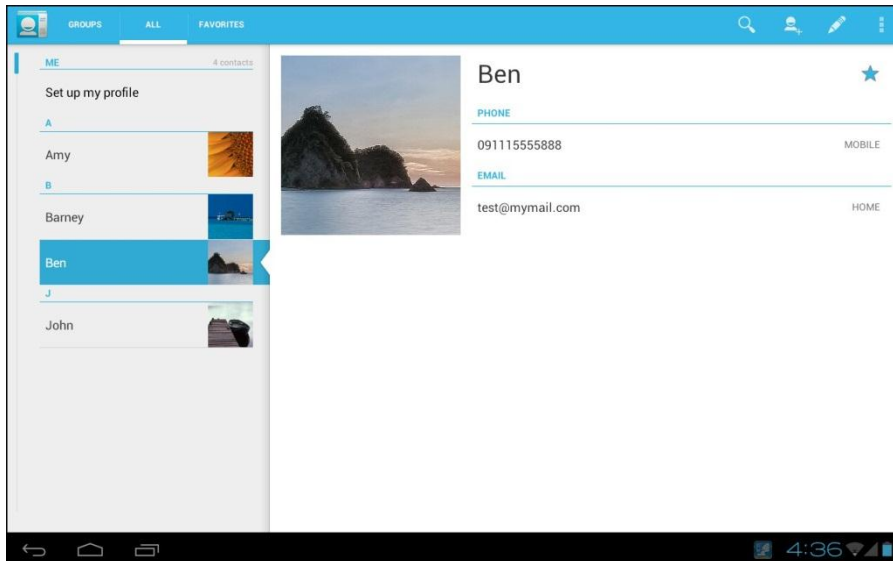 GROUPS ALL FAVORITES
ME 4 contacts
Set up my profile
A
Amy
B
Barney
Ben
J
John
Ben
PHONE
091115555888 MOBILE
EMAIL
test@mymail.com HOME
4:36